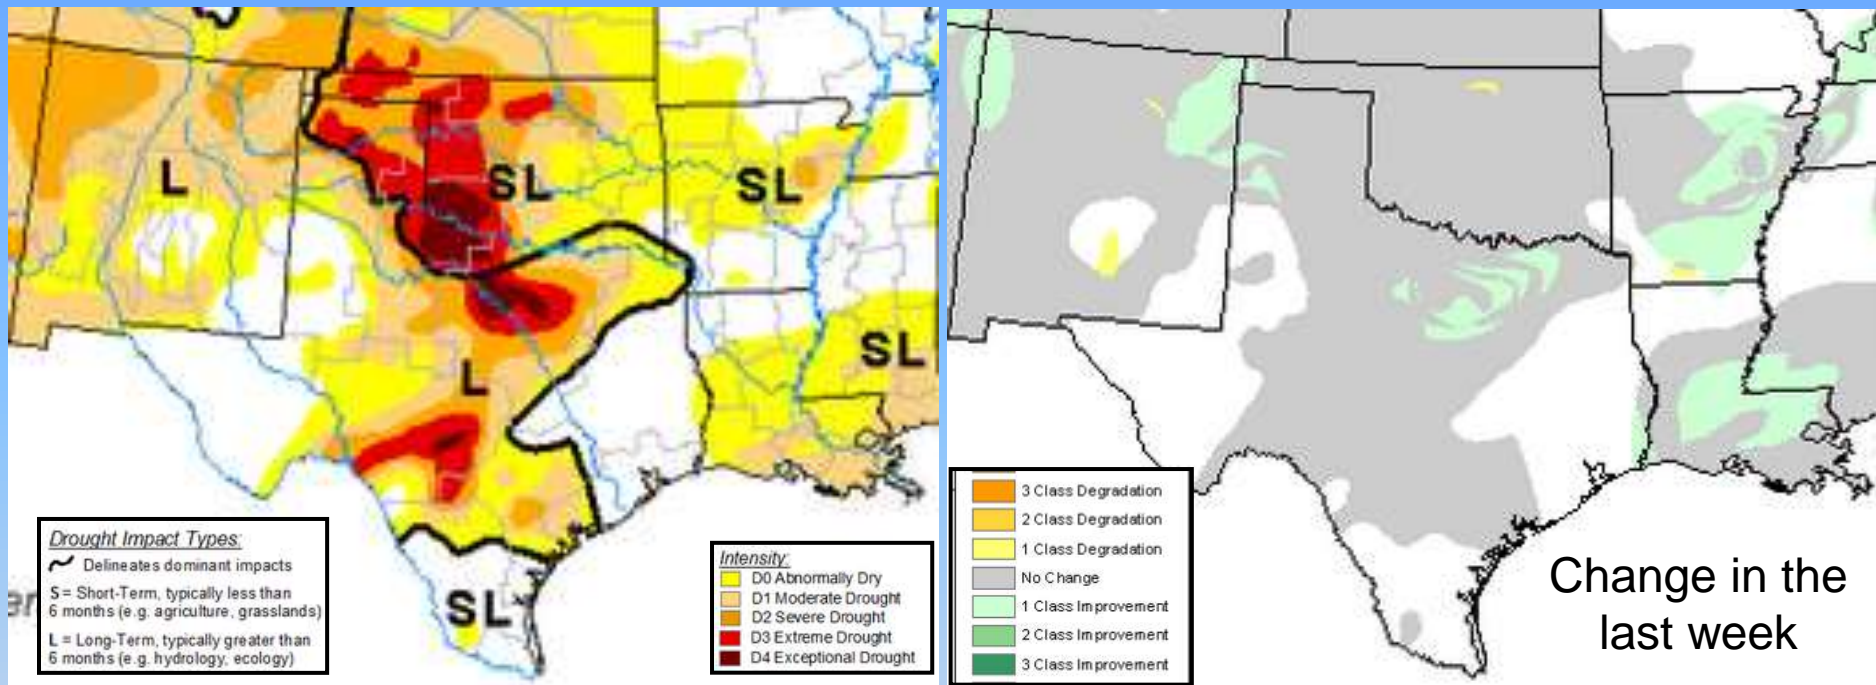 L
SL
SL
SL
L
SL
Drought Impact Types:
Delineates dominant impacts
S = Short-Term, typically less than
6 months (e.g. agriculture, grasslands)
L = Long-Term, typically greater than
6 months (e.g. hydrology, ecology)
Intensity:
D0 Abnormally Dry
D1 Moderate Drought
D2 Severe Drought
D3 Extreme Drought
D4 Exceptional Drought
3 Class Degradation
2 Class Degradation
1 Class Degradation
No Change
1 Class Improvement
2 Class Improvement
3 Class Improvement
Change in the
last week